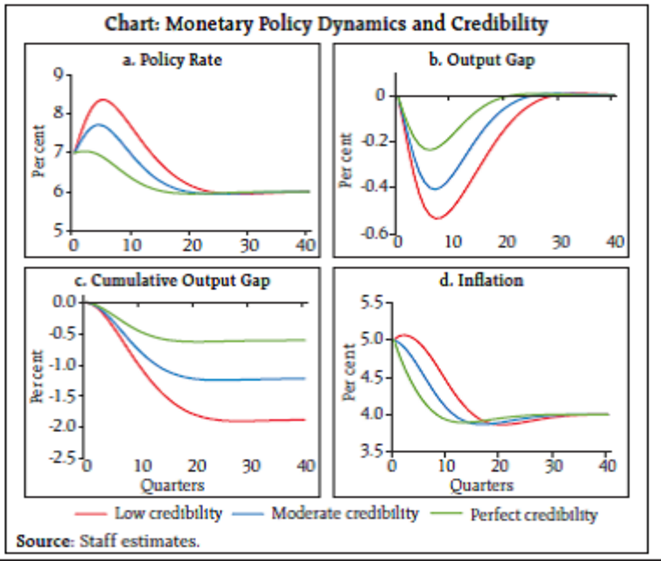 Chart: Monetary Policy Dynamics and Credibility
a. Policy Rate
Per cent
9
8
7
6
5
0 10 20 30 40
b. Output Gap
Per cent
0
-0.2
-0.4
-0.6
0 10 20 30 40
c. Cumulative Output Gap
Per cent
0.0
-0.5
-1.0
-1.5
-2.0
-2.5
0 10 20 30 40
Quarters
d. Inflation
Per cent
5.5
5.0
4.5
4.0
3.5
0 10 20 30 40
Quarters
Low credibility Moderate credibility Perfect credibility
Source: Staff estimates.